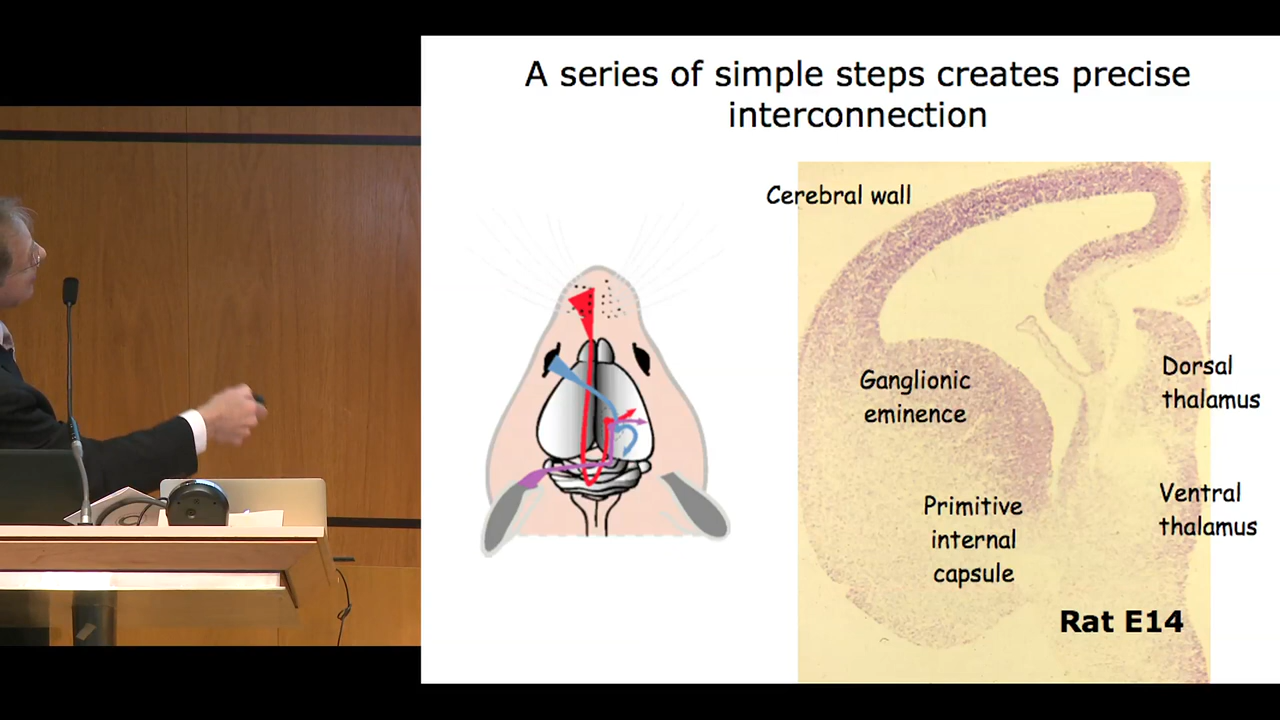 A series of simple steps creates precise
interconnection
Cerebral wall
Ganglionic
eminence
Dorsal
thalamus
Primitive
internal
capsule
Ventral
thalamus
Rat E14